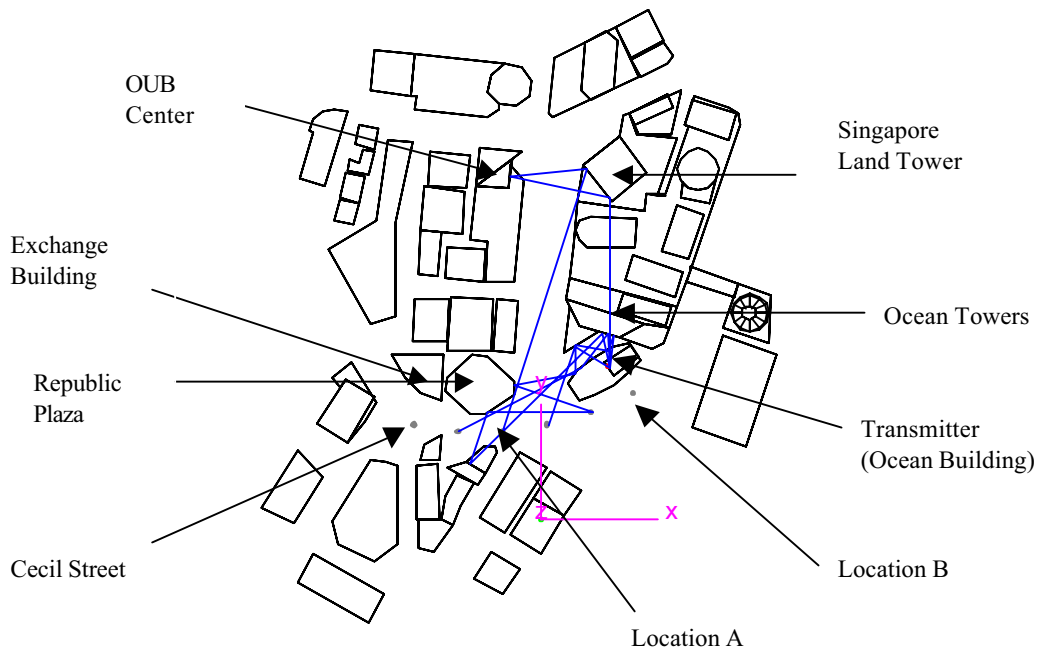 OUB
Center
Singapore
Land Tower
Exchange
Building
Ocean Towers
Republic
Plaza
y
Transmitter
(Ocean Building)
z
x
Cecil Street
Location B
Location A